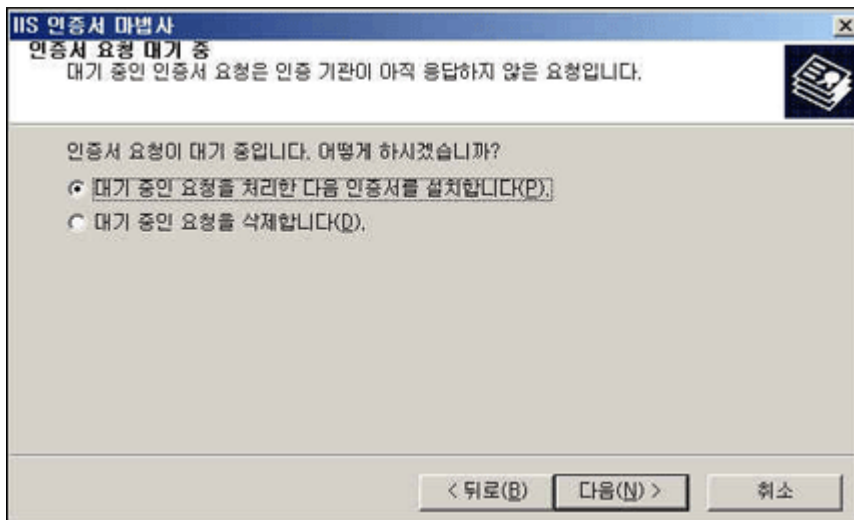 IIS 인증서 마법사
인증서 요청 대기 중
대기 중인 인증서 요청은 인증 기관이 아직 응답하지 않은 요청입니다.
인증서 요청이 대기 중입니다. 어떻게 하시겠습니까?
대기 중인 요청을 처리한 다음 인증서를 설치합니다(P).
대기 중인 요청을 삭제합니다(D).
< 뒤로(B) 다음(N) > 취소